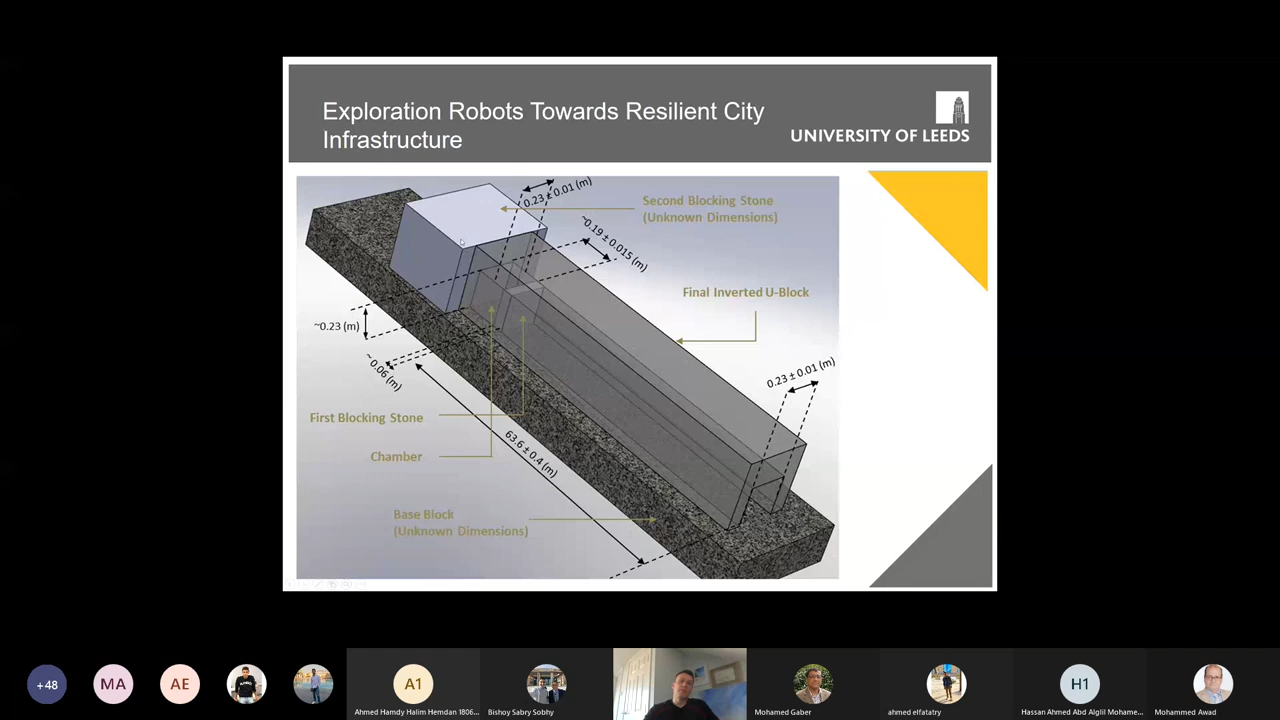 Exploration Robots Towards Resilient City
Infrastructure
UNIVERSITY OF LEEDS
0.23 ± 0.01 (m)
Second Blocking Stone
(Unknown Dimensions)
~0.19 ± 0.015 (m)
Final Inverted U-Block
~0.23 (m)
~0.06 (m)
0.23 ± 0.01 (m)
First Blocking Stone
63.6 ± 0.4 (m)
Chamber
Base Block
(Unknown Dimensions)
+48
MA
AE
A1
H1
Ahmed Hamdy Halim Hemdan 1806...
Bishoy Sabry Sobhy
Mohamed Gaber
ahmed elfatatry
Hassan Ahmed Abd Alglil Mohame...
Mohammed Awad